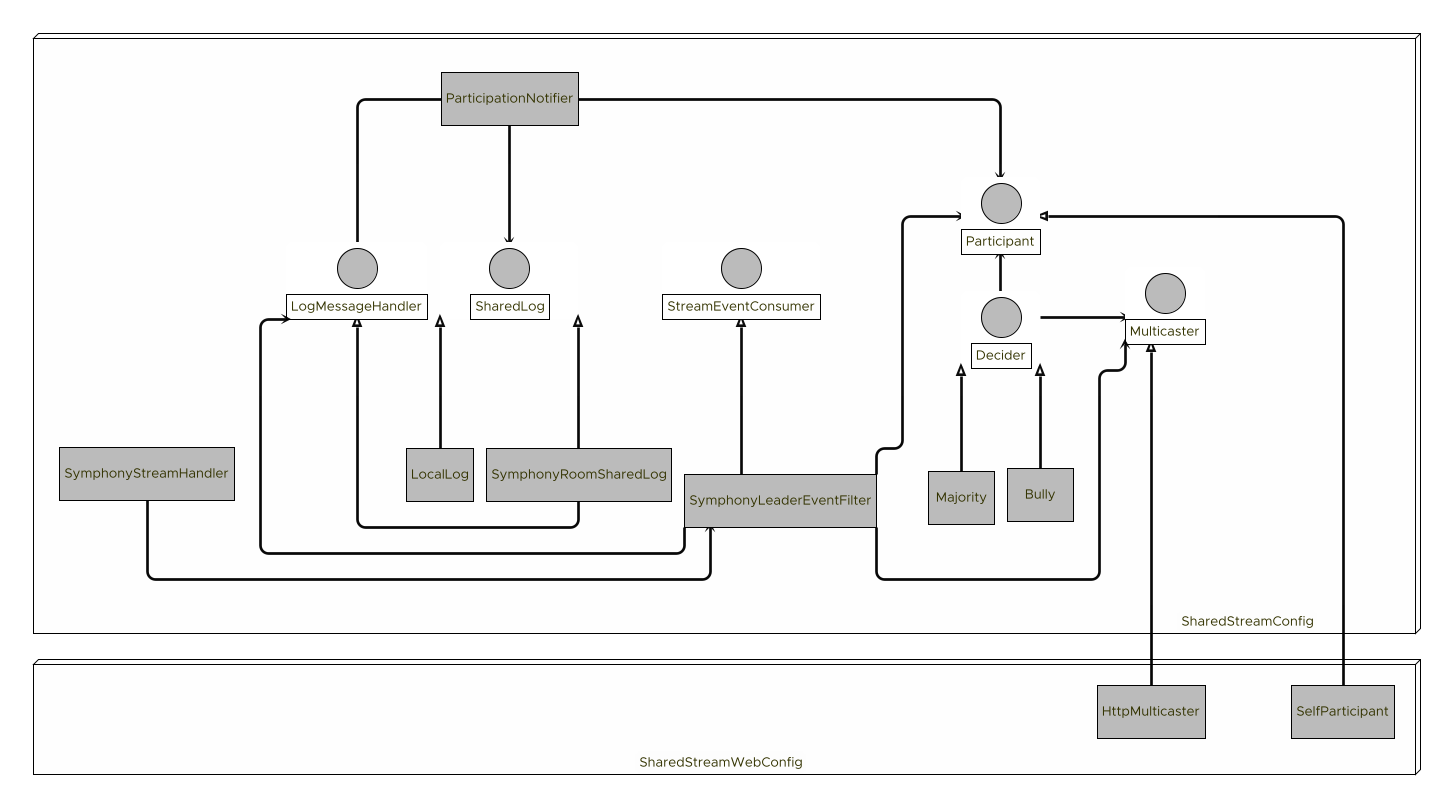 ParticipationNotifier
Participant
LogMessageHandler
SharedLog
StreamEventConsumer
Multicaster
Decider
SymphonyStreamHandler
LocalLog
SymphonyRoomSharedLog
SymphonyLeaderEventFilter
Majority
Bully
SharedStreamConfig
HttpMulticaster
SelfParticipant
SharedStreamWebConfig